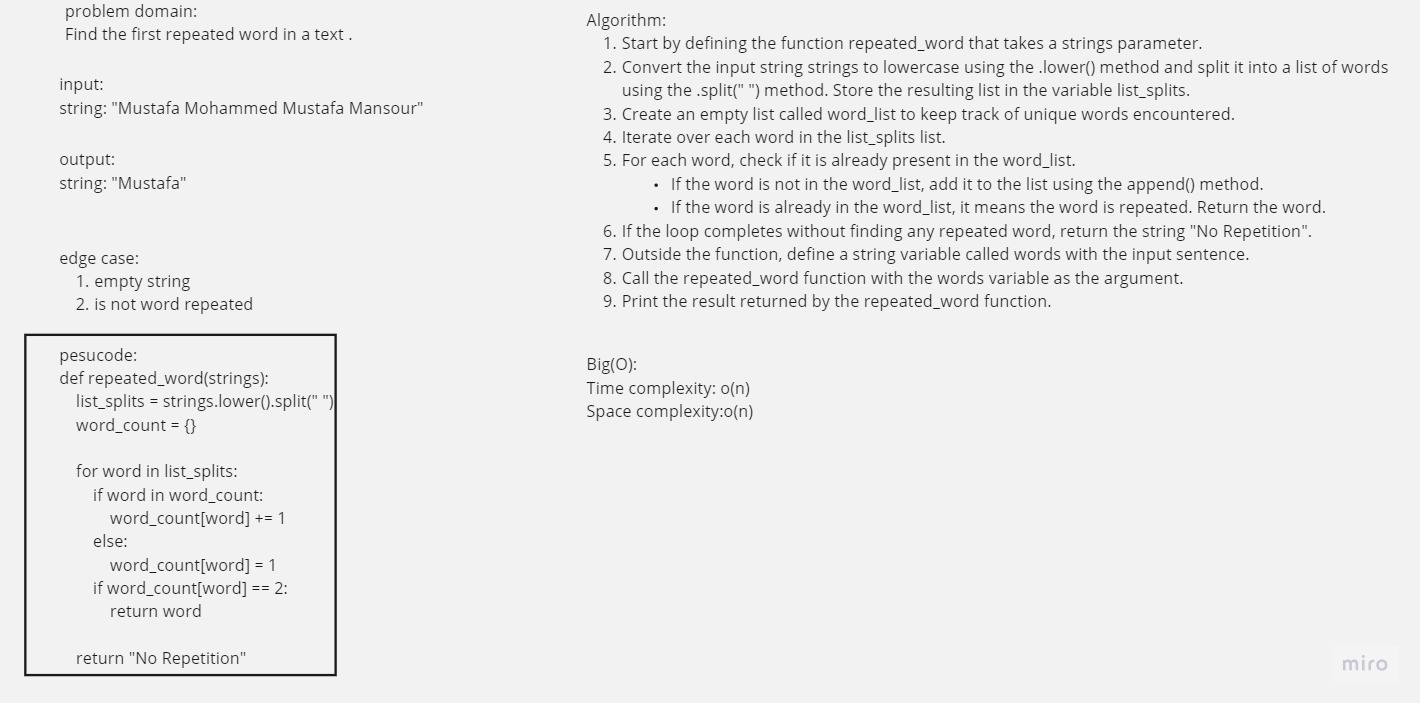 problem domain:
Find the first repeated word in a text .
input:
string: "Mustafa Mohammed Mustafa Mansour"
output:
string: "Mustafa"
edge case:
1. empty string
2. is not word repeated
pesucode:
def repeated_word(strings):
list_splits = strings.lower().split(" ")
word_count = {}
for word in list_splits:
if word in word_count:
word_count[word] += 1
else:
word_count[word] = 1
if word_count[word] == 2:
return word
return "No Repetition"
Algorithm:
1. Start by defining the function repeated_word that takes a strings parameter.
2. Convert the input string strings to lowercase using the .lower() method and split it into a list of words
using the .split(" ") method. Store the resulting list in the variable list_splits.
3. Create an empty list called word_list to keep track of unique words encountered.
4. Iterate over each word in the list_splits list.
5. For each word, check if it is already present in the word_list.
• If the word is not in the word_list, add it to the list using the append() method.
• If the word is already in the word_list, it means the word is repeated. Return the word.
6. If the loop completes without finding any repeated word, return the string "No Repetition".
7. Outside the function, define a string variable called words with the input sentence.
8. Call the repeated_word function with the words variable as the argument.
9. Print the result returned by the repeated_word function.
Big(O):
Time complexity: o(n)
Space complexity:o(n)
miro